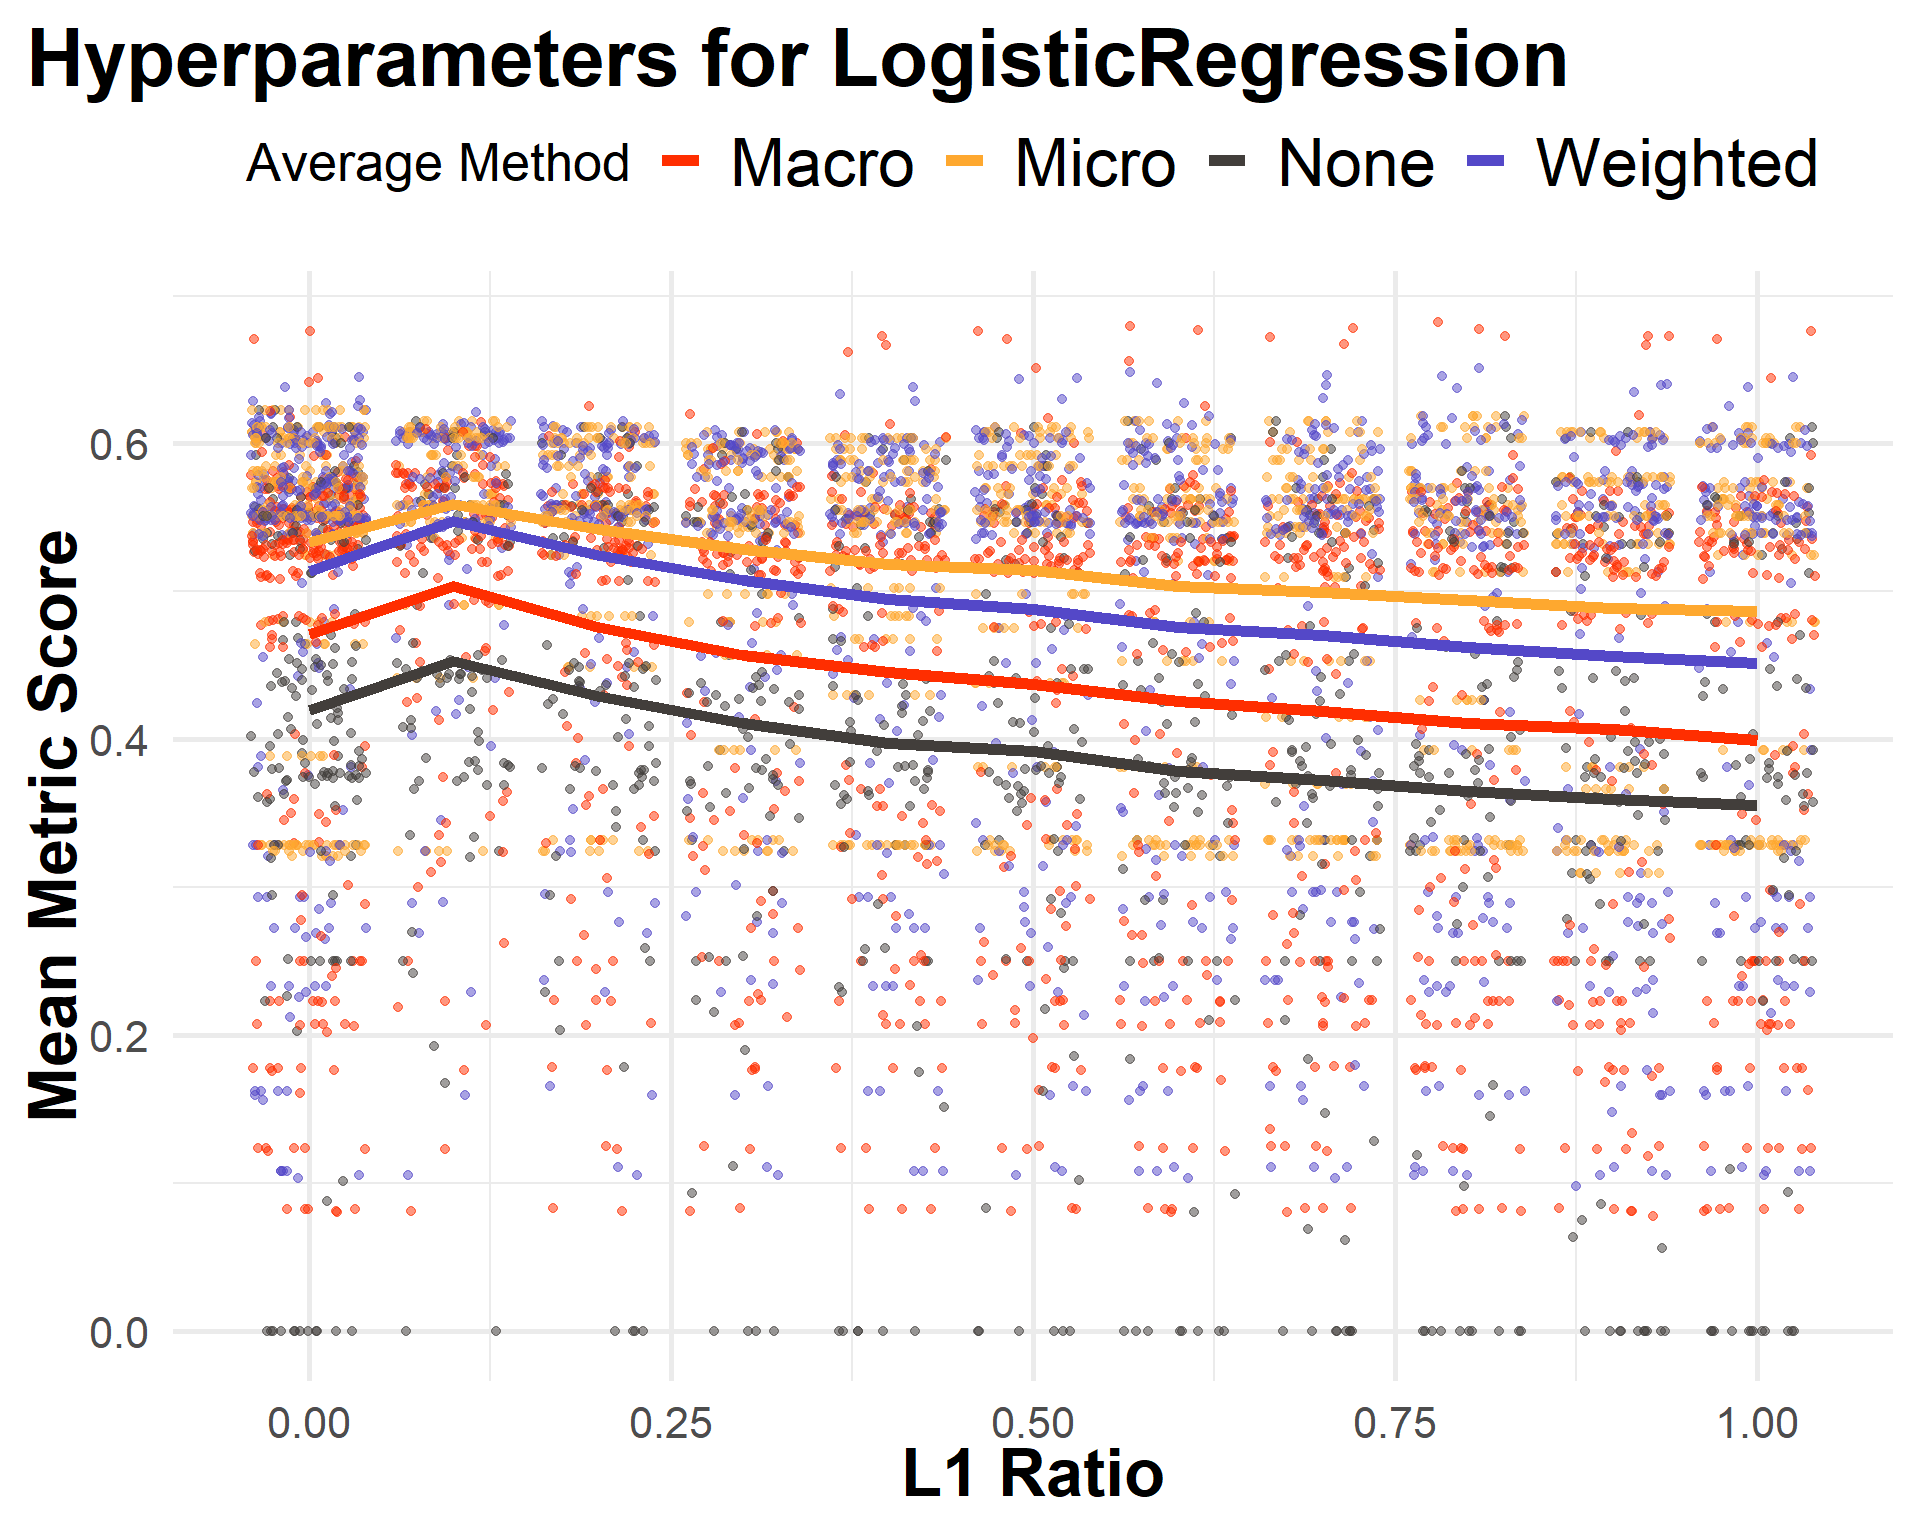 Hyperparameters for LogisticRegression
Average Method Macro Micro None Weighted
Mean Metric Score
0.6
0.4
0.2
0.0
0.00 0.25 0.50 0.75 1.00
L1 Ratio